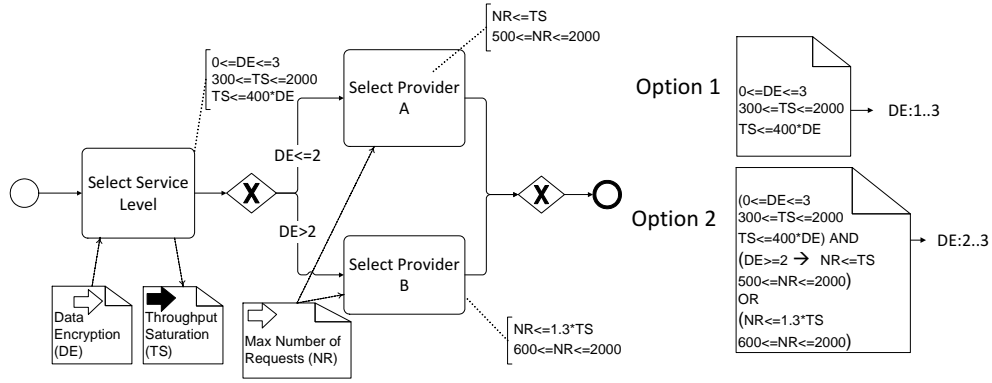 NR<=TS
500<=NR<=2000
0<=DE<=3
300<=TS<=2000
TS<=400*DE
Select Provider
A
DE<=2
Select Service
Level
X
X
DE>2
Select Provider
B
Data
Encryption
(DE)
Throughput
Saturation
(TS)
Max Number of
Requests (NR)
NR<=1.3*TS
600<=NR<=2000
Option 1
0<=DE<=3
300<=TS<=2000
TS<=400*DE
DE:1..3
Option 2
(0<=DE<=3
300<=TS<=2000
TS<=400*DE) AND
(DE>=2 → NR<=TS
500<=NR<=2000)
OR
(NR<=1.3*TS
600<=NR<=2000)
DE:2..3